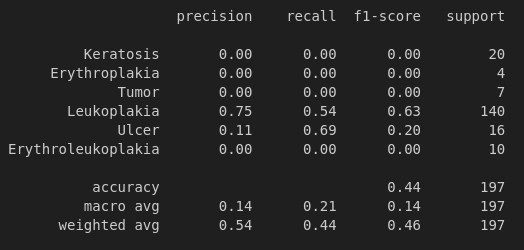 precision recall f1-score support
Keratosis 0.00 0.00 0.00 20
Erythroplakia 0.00 0.00 0.00 4
Tumor 0.00 0.00 0.00 7
Leukoplakia 0.75 0.54 0.63 140
Ulcer 0.11 0.69 0.20 16
Erythroleukoplakia 0.00 0.00 0.00 10
accuracy 0.44 197
macro avg 0.14 0.21 0.14 197
weighted avg 0.54 0.44 0.46 197